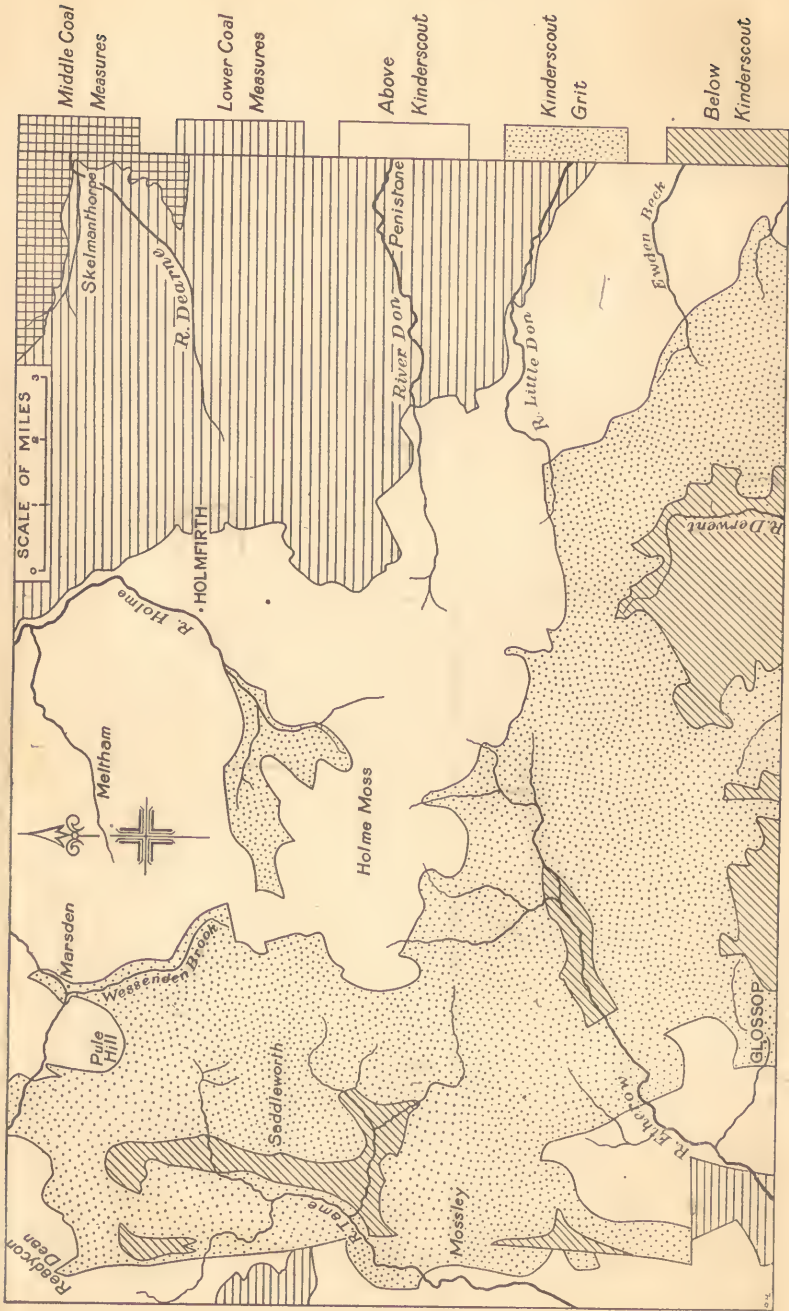 SCALE OF MILES
0 1 2 3
Readycon
Dean
Pule
Hill
Marsden
Wessenden Brook
Meltham
R. Holme
HOLMFIRTH
Skelmanthorpe
R. Dearne
Saddleworth
R. Tame
Mossley
Holme Moss
River Don
Penistone
R. Little Don
Ewden Beck
R. Etherow
GLOSSOP
R. Derwent
Middle Coal
Measures
Lower Coal
Measures
Above
Kinderscout
Kinderscout
Grit
Below
Kinderscout